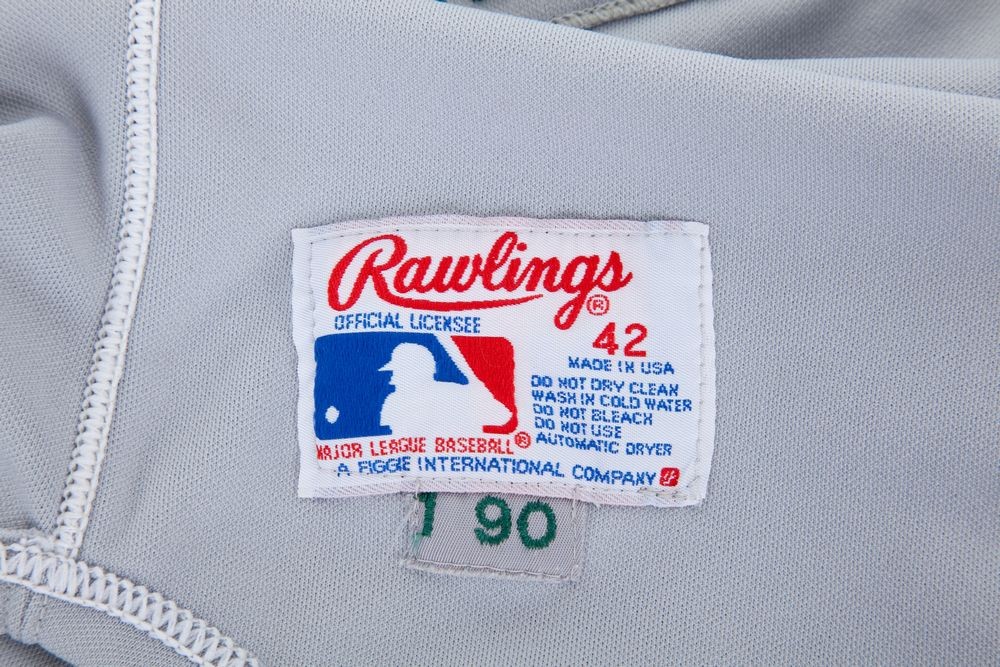 Rawlings®
OFFICIAL LICENSEE
42
MADE IN USA
DO NOT DRY CLEAN
WASH IN COLD WATER
DO NOT BLEACH
DO NOT USE
AUTOMATIC DRYER
MAJOR LEAGUE BASEBALL®
A FIGGIE INTERNATIONAL COMPANY
1 90